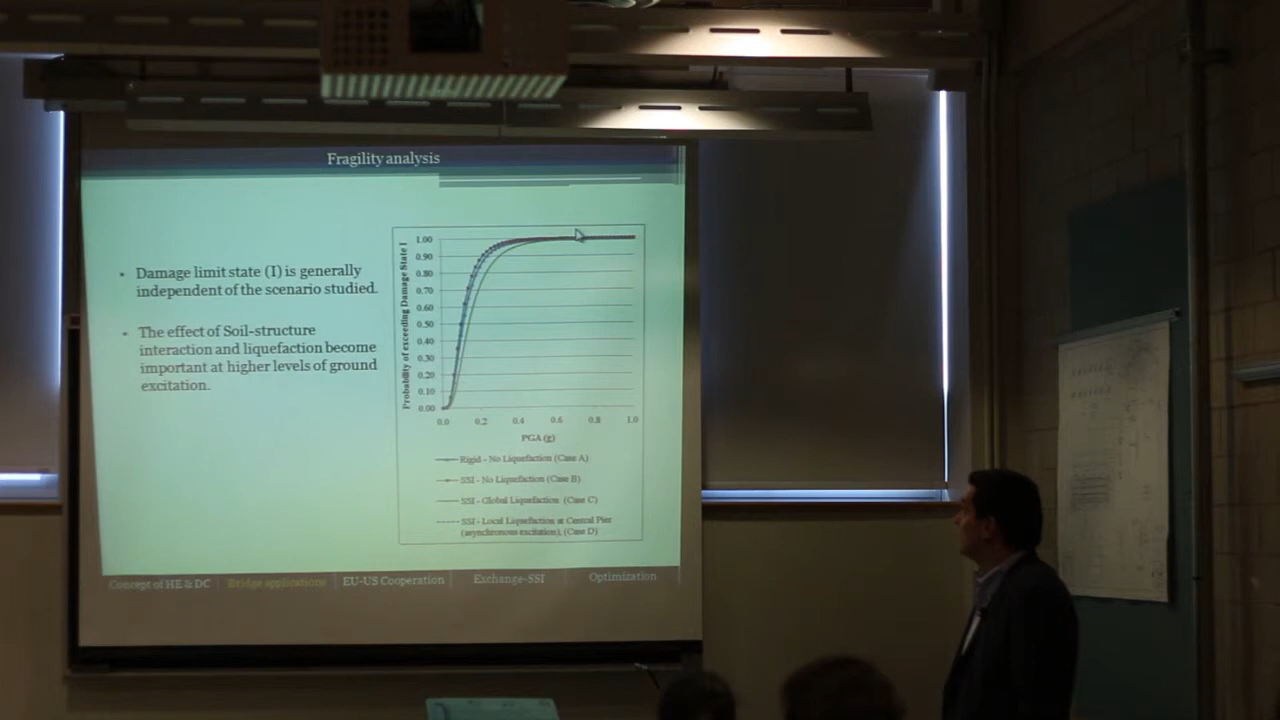 Fragility analysis
• Damage limit state (I) is generally
independent of the scenario studied.
• The effect of Soil-structure
interaction and liquefaction become
important at higher levels of ground
excitation.
Probability of exceeding Damage State I
1.00
0.90
0.80
0.70
0.60
0.50
0.40
0.30
0.20
0.10
0.00
0.0 0.2 0.4 0.6 0.8 1.0
PGA (g)
Rigid - No Liquefaction (Case A)
SSI - No Liquefaction (Case B)
SSI - Global Liquefaction (Case C)
SSI - Local Liquefaction at Central Pier
(asynchronous excitation), (Case D)
Concept of HE & DC Bridge applications EU-US Cooperation Exchange-SSI Optimization